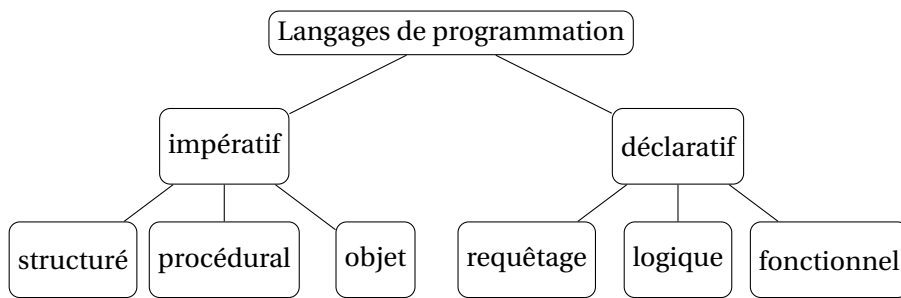 Langages de programmation
impératif
déclaratif
structuré
procédural
objet
requêtage
logique
fonctionnel